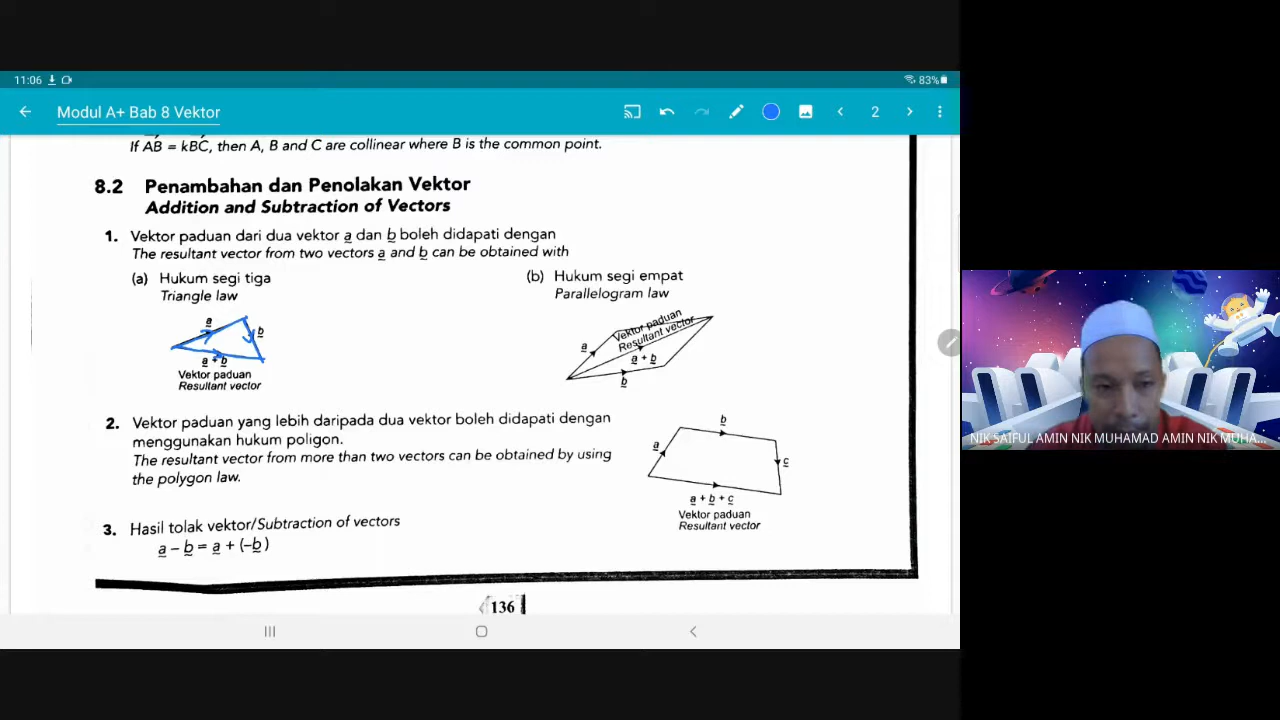 11:06
83%
Modul A+ Bab 8 Vektor
2
If AB = kBC, then A, B and C are collinear where B is the common point.
8.2 Penambahan dan Penolakan Vektor
Addition and Subtraction of Vectors
1. Vektor paduan dari dua vektor a dan b boleh didapati dengan
The resultant vector from two vectors a and b can be obtained with
(a) Hukum segi tiga
Triangle law
a
b
a + b
Vektor paduan
Resultant vector
(b) Hukum segi empat
Parallelogram law
Vektor paduan
Resultant vector
a
a + b
b
2. Vektor paduan yang lebih daripada dua vektor boleh didapati dengan
menggunakan hukum poligon.
The resultant vector from more than two vectors can be obtained by using
the polygon law.
b
a
c
a + b + c
Vektor paduan
Resultant vector
3. Hasil tolak vektor/Subtraction of vectors
a – b = a + (–b)
136
NIK SAIFUL AMIN NIK MUHAMAD AMIN NIK MUHA...